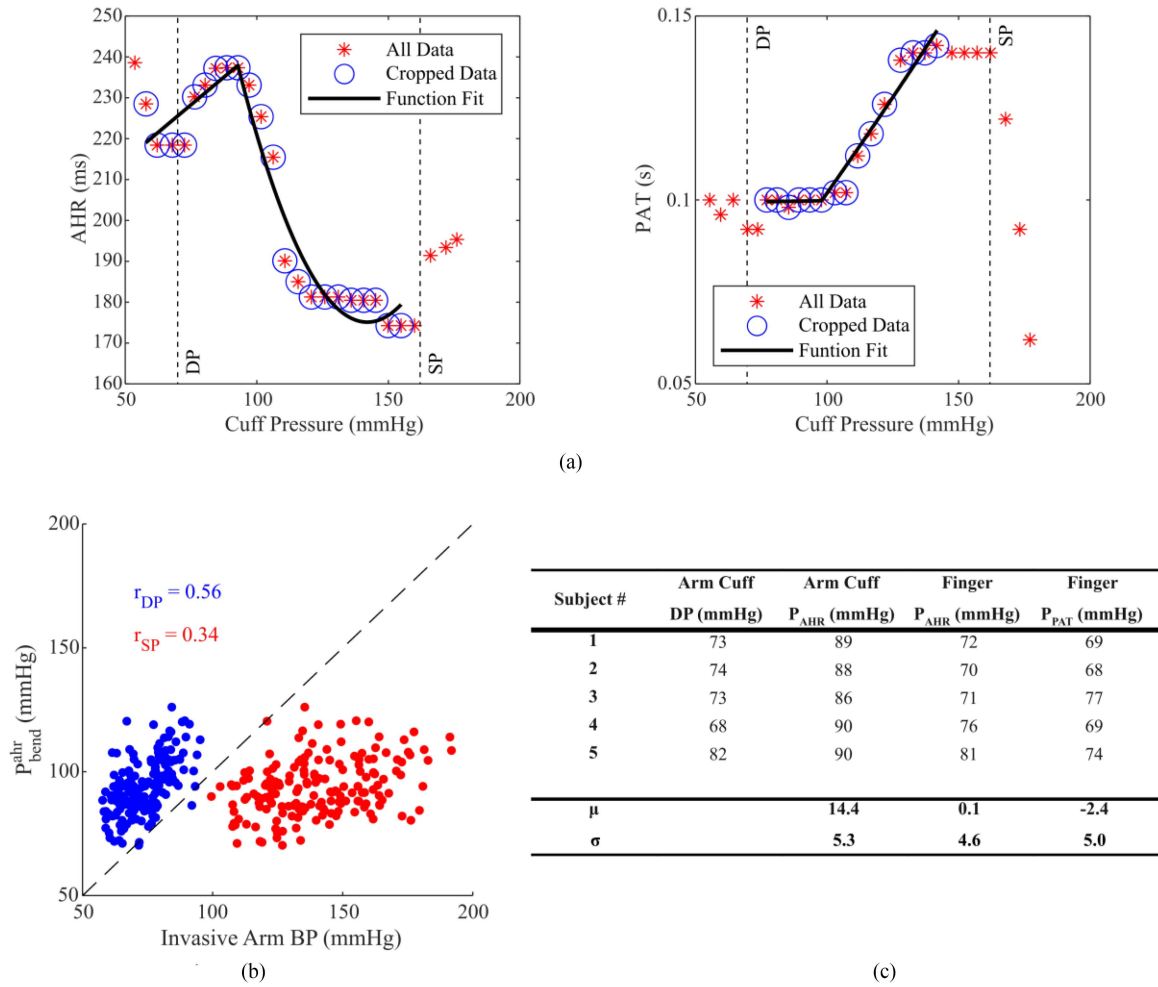 250
240
230
220
210
200
190
180
170
160
AHR (ms)
All Data
Cropped Data
Function Fit
DP
SP
50 100 150 200
Cuff Pressure (mmHg)
0.15
0.1
0.05
PAT (s)
DP
SP
All Data
Cropped Data
Funtion Fit
50 100 150 200
Cuff Pressure (mmHg)
(a)
200
150
100
50
P^ahr_bend (mmHg)
r_DP = 0.56
r_SP = 0.34
50 100 150 200
Invasive Arm BP (mmHg)
(b)
Subject # Arm Cuff DP (mmHg) Arm Cuff P_AHR (mmHg) Finger P_AHR (mmHg) Finger P_PAT (mmHg)
1 73 89 72 69
2 74 88 70 68
3 73 86 71 77
4 68 90 76 69
5 82 90 81 74
μ 14.4 0.1 -2.4
σ 5.3 4.6 5.0
(c)